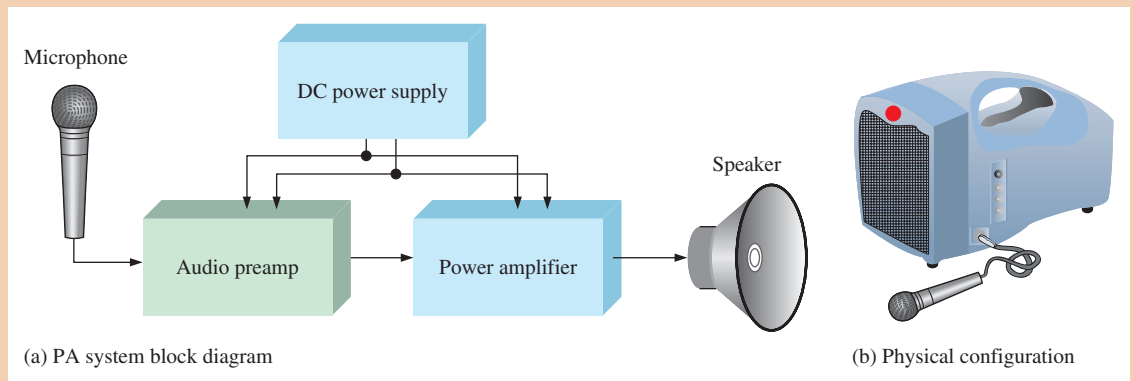 Microphone
DC power supply
Speaker
Audio preamp
Power amplifier
(a) PA system block diagram
(b) Physical configuration